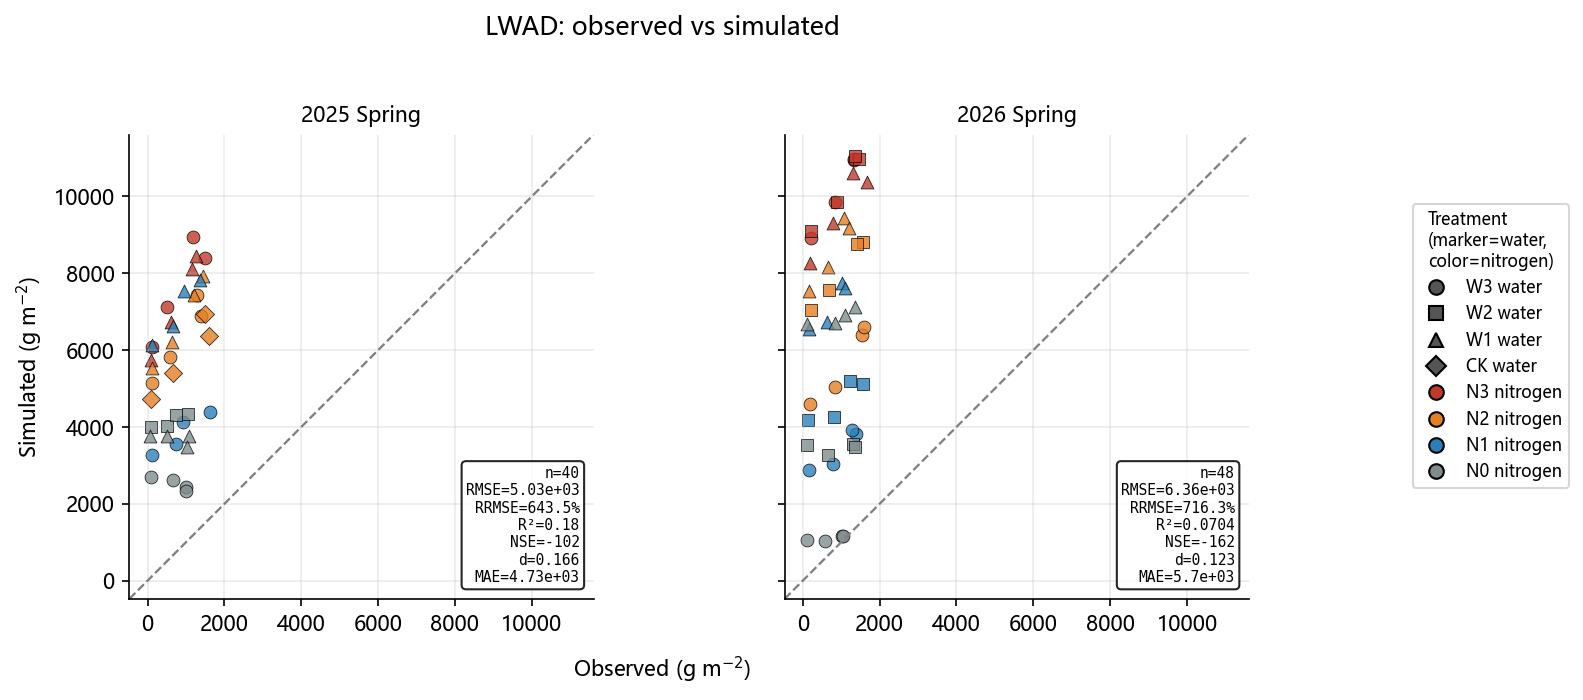 LWAD: observed vs simulated
2025 Spring
2026 Spring
Simulated (g m⁻²)
10000
8000
6000
4000
2000
0
0 2000 4000 6000 8000 10000
n=40
RMSE=5.03e+03
RRMSE=643.5%
R²=0.18
NSE=-102
d=0.166
MAE=4.73e+03
0 2000 4000 6000 8000 10000
n=48
RMSE=6.36e+03
RRMSE=716.3%
R²=0.0704
NSE=-162
d=0.123
MAE=5.7e+03
Observed (g m⁻²)
Treatment
(marker=water,
color=nitrogen)
W3 water
W2 water
W1 water
CK water
N3 nitrogen
N2 nitrogen
N1 nitrogen
N0 nitrogen